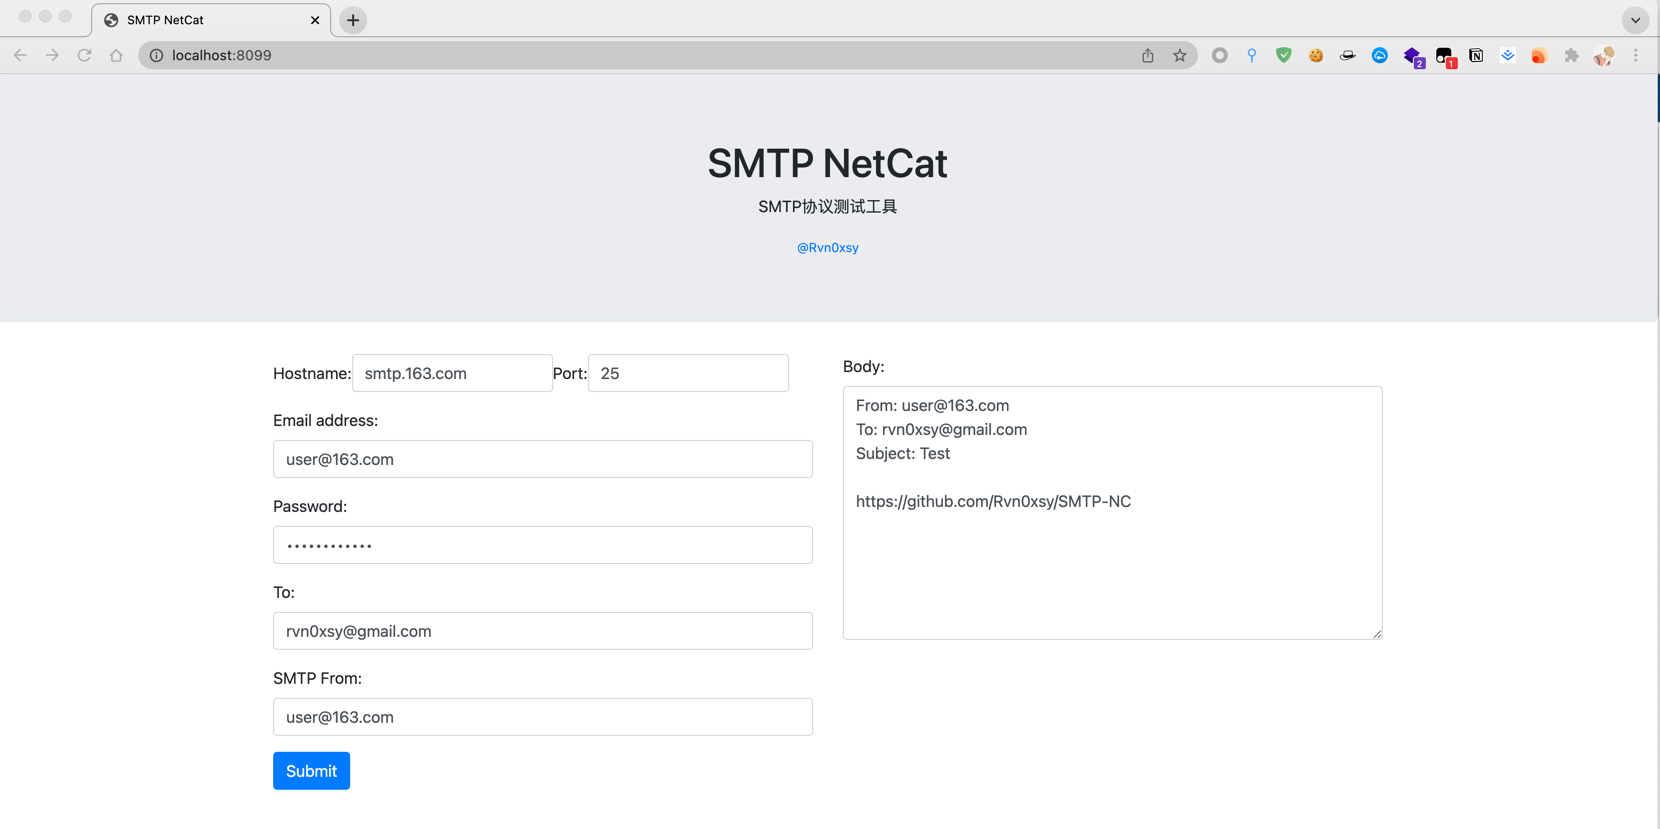 SMTP NetCat
localhost:8099
2
1
SMTP NetCat
SMTP协议测试工具
@Rvn0xsy
Hostname: smtp.163.com Port: 25
Email address:
user@163.com
Password:
••••••••••••
To:
rvn0xsy@gmail.com
SMTP From:
user@163.com
Submit
Body:
From: user@163.com
To: rvn0xsy@gmail.com
Subject: Test
https://github.com/Rvn0xsy/SMTP-NC